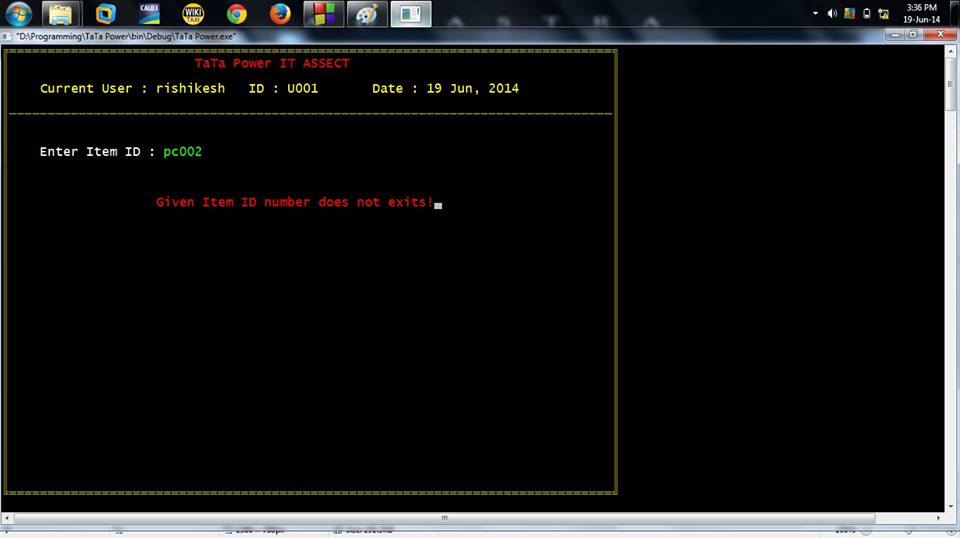 CALD3
WIKI
TAXI
3:36 PM
19-Jun-14
A S T R A
"D:\Programming\TaTa Power\bin\Debug\TaTa Power.exe"
TaTa Power IT ASSECT
Current User : rishikesh ID : U001 Date : 19 Jun, 2014
Enter Item ID : pc002
Given Item ID number does not exits!